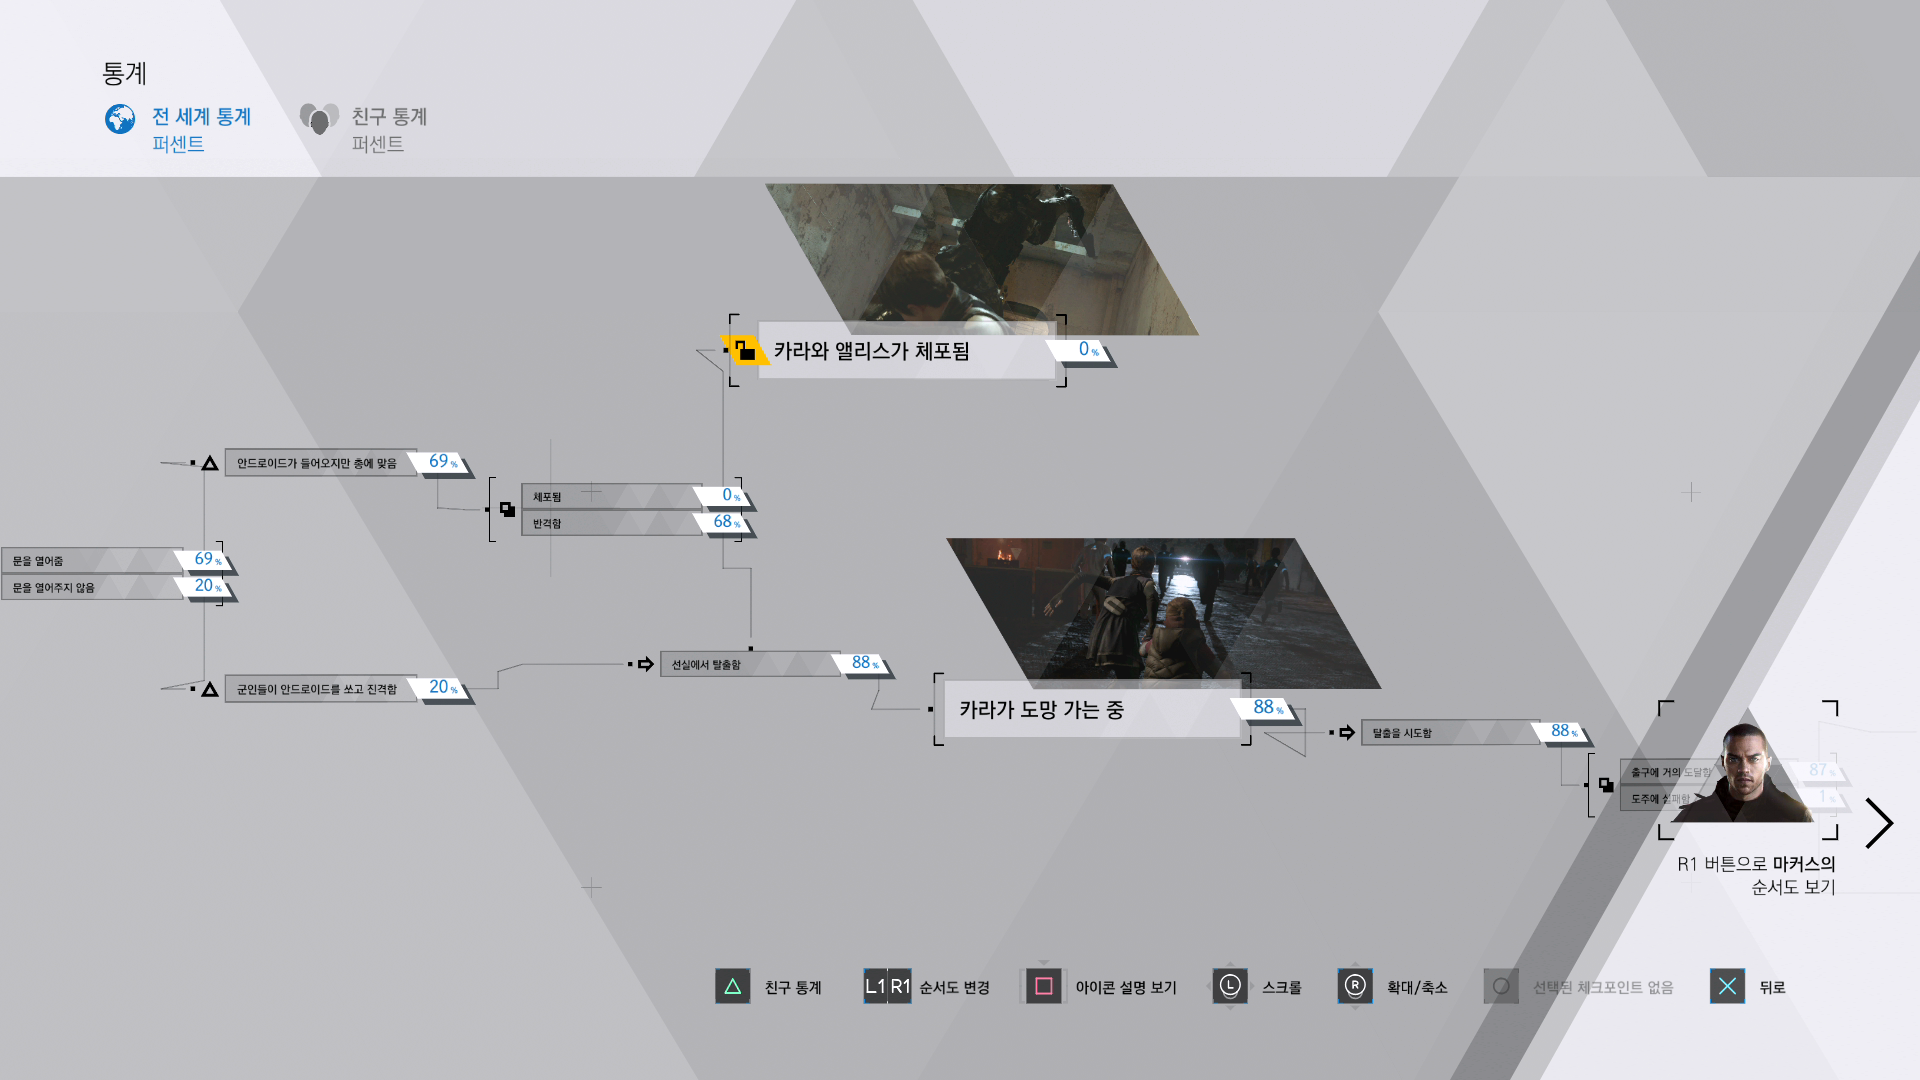 통계
전 세계 통계
퍼센트
친구 통계
퍼센트
카라와 앨리스가 체포됨
0 %
안드로이드가 들어오지만 총에 맞음
69 %
체포됨
0 %
반격함
68 %
문을 열어줌
69 %
문을 열어주지 않음
20 %
선실에서 탈출함
88 %
군인들이 안드로이드를 쏘고 진격함
20 %
카라가 도망 가는 중
88 %
탈출을 시도함
88 %
출구에 거의 도달함
87 %
도주에 실패함
1 %
R1 버튼으로 마커스의
순서도 보기
친구 통계
L1 R1 순서도 변경
아이콘 설명 보기
L 스크롤
R 확대/축소
선택된 체크포인트 없음
뒤로